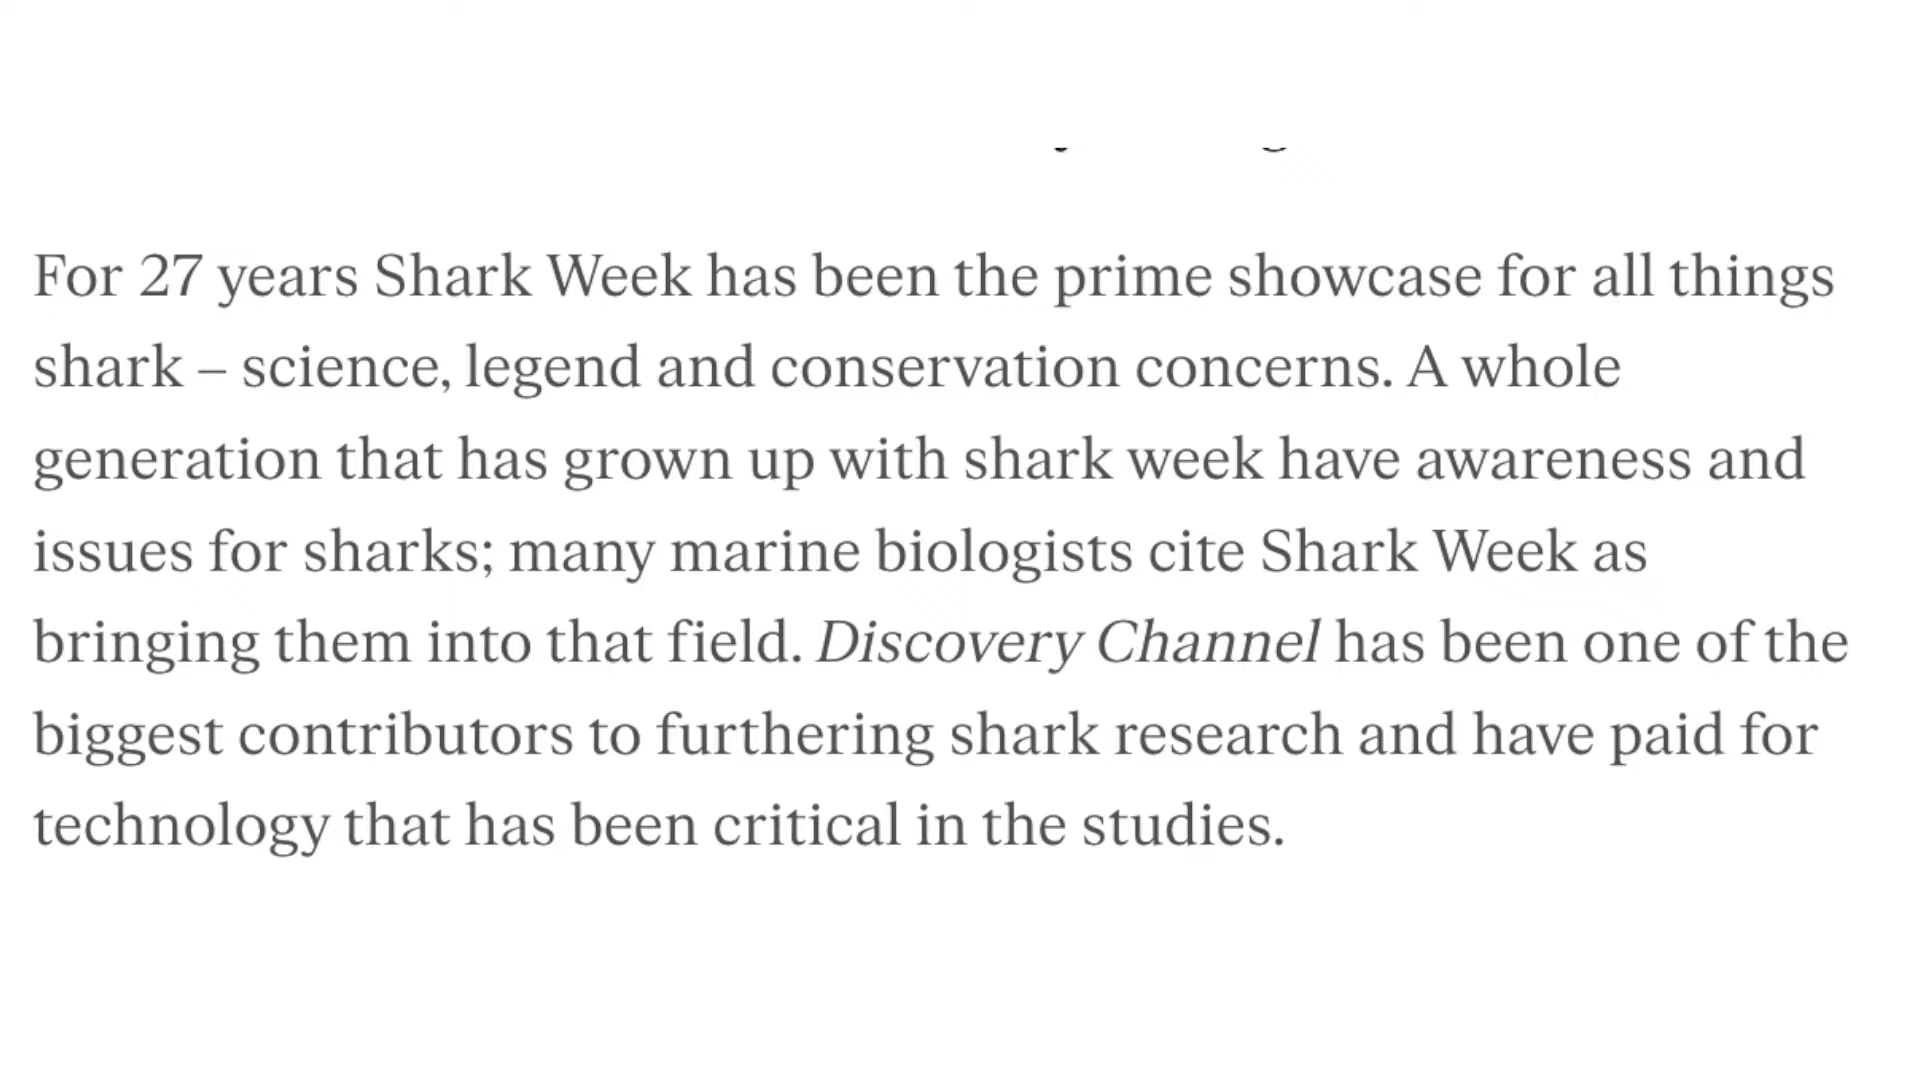 For 27 years Shark Week has been the prime showcase for all things
shark – science, legend and conservation concerns. A whole
generation that has grown up with shark week have awareness and
issues for sharks; many marine biologists cite Shark Week as
bringing them into that field. Discovery Channel has been one of the
biggest contributors to furthering shark research and have paid for
technology that has been critical in the studies.